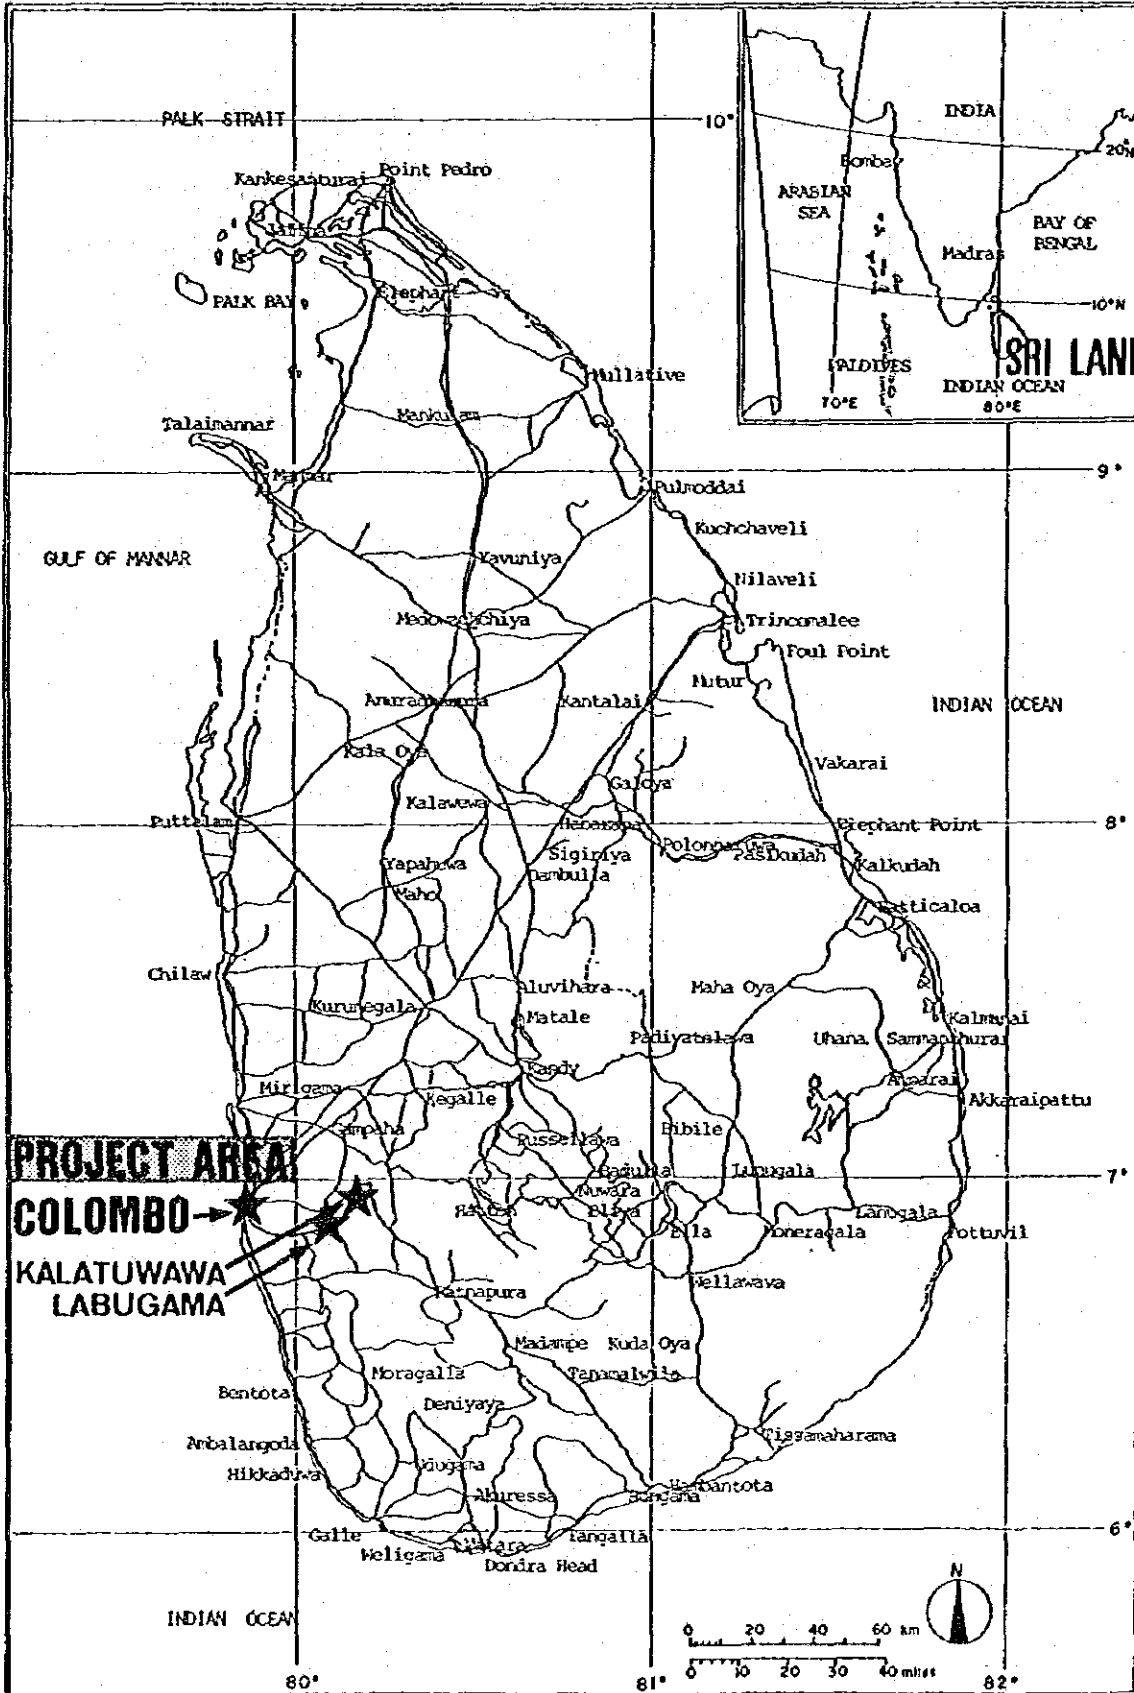 PALK STRAIT
10°
INDIA
20°N
Bombay
ARABIAN
SEA
BAY OF
BENGAL
Madras
10°N
SRI LAN
MALDIVES
INDIAN OCEAN
70°E
80°E
Point Pedro
Kankesanturai
Jaffna
Elephant
PALK BAY
Mullative
Mankulam
Talaimannar
Mannar
9°
Pulmoddai
Kuchchaveli
GULF OF MANNAR
Vavuniya
Nilaveli
Medowachchiya
Trincomalee
Foul Point
Mutur
Anuradhapura
Kantalai
INDIAN OCEAN
Kala Oya
Vakarai
Galoya
Kalawewa
Puttalam
Habarana
8°
Elephant Point
Polonnaruwa
Pasikudah
Sigiriya
Yapahuwa
Dambulla
Kalkudah
Maho
Batticaloa
Chilaw
Aluvihara
Maha Oya
Kurunegala
Matale
Kalmunai
Padiyatalawa
Uhana
Sammanthurai
Kandy
Mirigama
Kegalle
Amparai
Akkaraipattu
Gampaha
Russellawa
Bibile
PROJECT AREA
Badulla
Lunugala
7°
COLOMBO
Nuwara
Eliya
Hatton
Lahugala
Ella
Moneragala
Pottuvil
KALATUWAWA
LABUGAMA
Wellawaya
Ratnapura
Madampe
Kuda Oya
Moragalla
Tanamalwila
Bentota
Deniyaya
Ambalangoda
Tissamaharama
Hikkaduwa
Udugama
Akuressa
Hambantota
Bungama
Galle
Tangalla
6°
Weligama
Matara
Dondra Head
N
INDIAN OCEAN
0 20 40 60 km
0 10 20 30 40 miles
80°
81°
82°